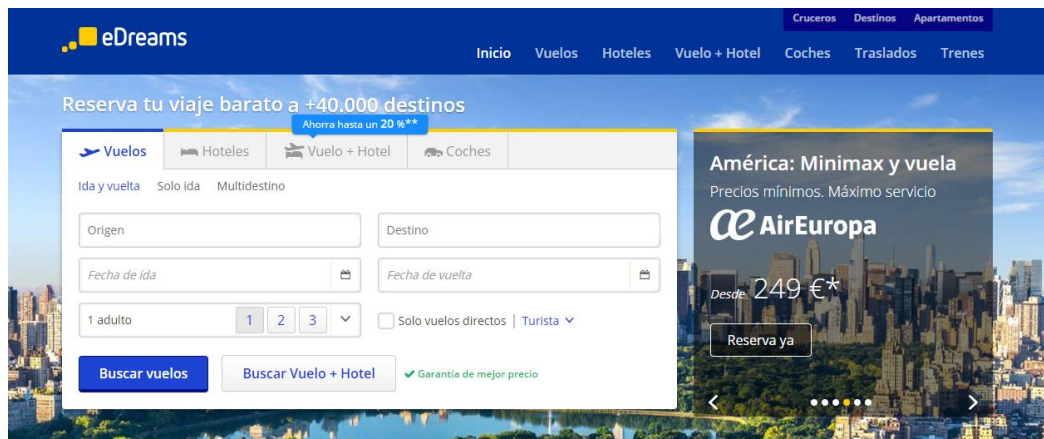 Cruceros Destinos Apartamentos
eDreams
Inicio Vuelos Hoteles Vuelo + Hotel Coches Traslados Trenes
Reserva tu viaje barato a +40.000 destinos
Ahorra hasta un 20 %**
Vuelos Hoteles Vuelo + Hotel Coches
Ida y vuelta Solo ida Multidestino
Origen Destino
Fecha de ida Fecha de vuelta
1 adulto 1 2 3 Solo vuelos directos | Turista
Buscar vuelos Buscar Vuelo + Hotel Garantía de mejor precio
América: Minimax y vuela
Precios mínimos. Máximo servicio
AirEuropa
Desde 249 €*
Reserva ya